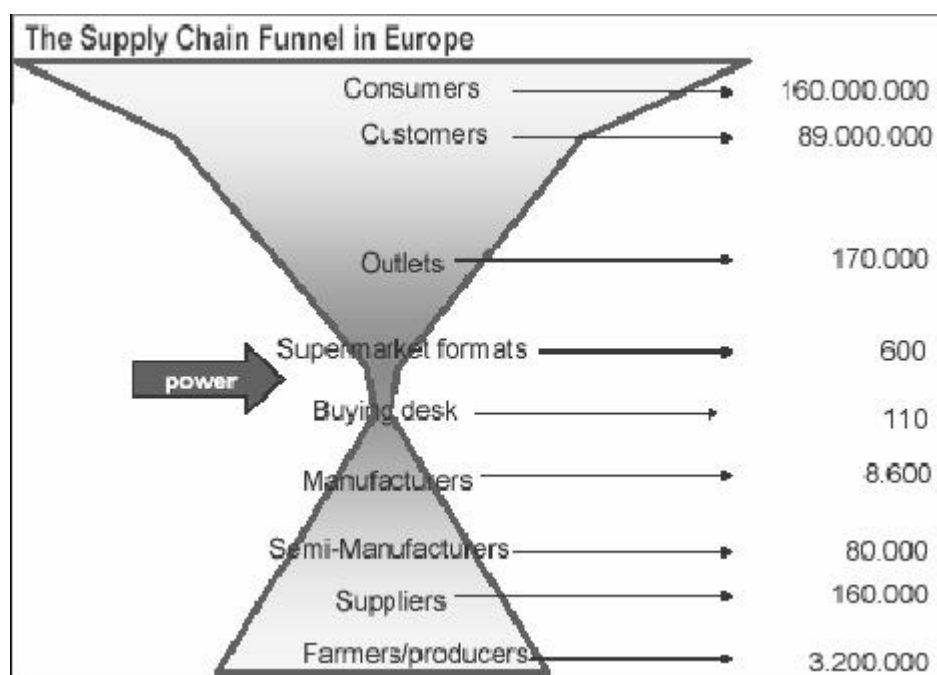 The Supply Chain Funnel in Europe
Consumers 160.000.000
Customers 89.000.000
Outlets 170.000
Supermarket formats 600
power
Buying desk 110
Manufacturers 8.600
Semi-Manufacturers 80.000
Suppliers 160.000
Farmers/producers 3.200.000